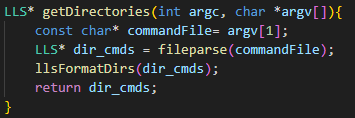 LLS* getDirectories(int argc, char *argv[]){
    const char* commandFile= argv[1];
    LLS* dir_cmds = fileparse(commandFile);
    llsFormatDirs(dir_cmds);
    return dir_cmds;
}